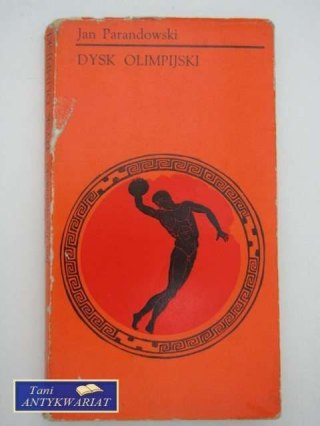 Jan Parandowski
DYSK OLIMPIJSKI
Tani
ANTYKWARIAT